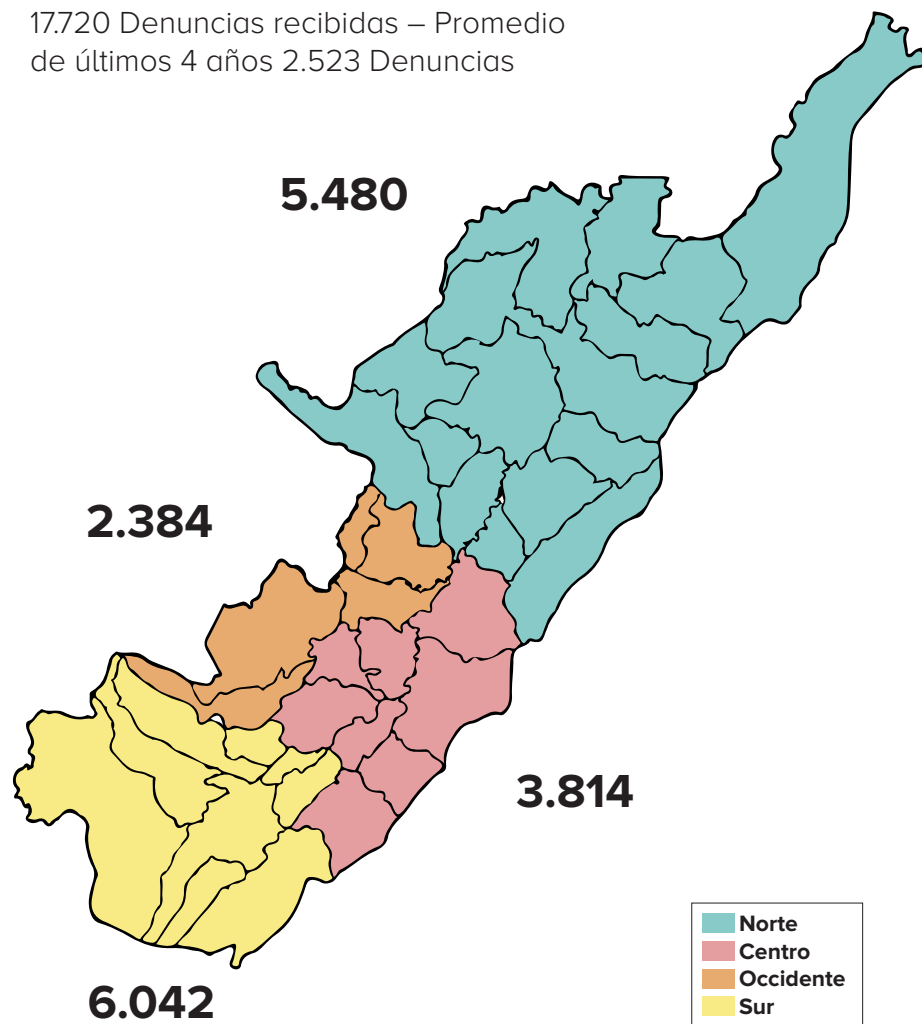 17.720 Denuncias recibidas – Promedio
de últimos 4 años 2.523 Denuncias
5.480
2.384
3.814
6.042
Norte
Centro
Occidente
Sur